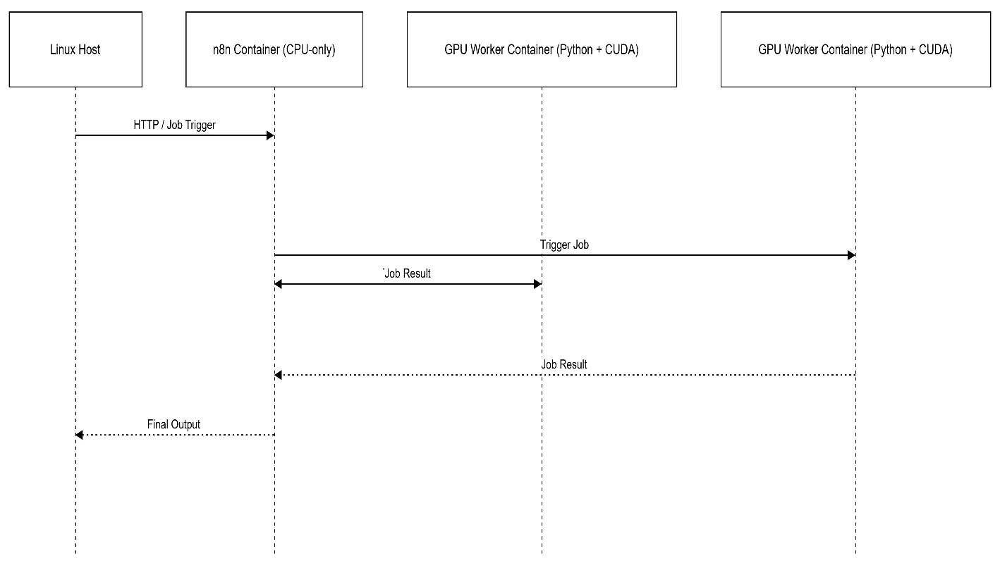 Linux Host
n8n Container (CPU-only)
GPU Worker Container (Python + CUDA)
GPU Worker Container (Python + CUDA)
HTTP / Job Trigger
Trigger Job
Job Result
Job Result
Final Output